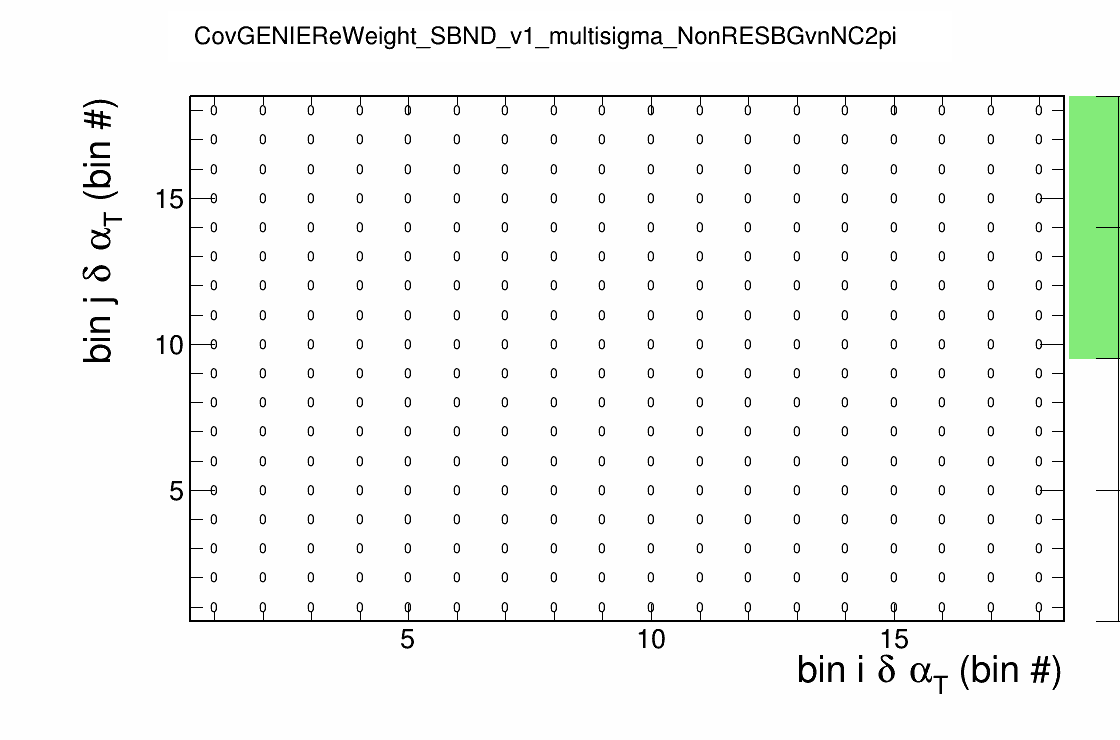 CovGENIEReWeight_SBND_v1_multisigma_NonRESBGvnNC2pi
bin j δ α_T (bin #)
0 0 0 0 0 0 0 0 0 0 0 0 0 0 0 0 0 0
0 0 0 0 0 0 0 0 0 0 0 0 0 0 0 0 0 0
0 0 0 0 0 0 0 0 0 0 0 0 0 0 0 0 0 0
15 0 0 0 0 0 0 0 0 0 0 0 0 0 0 0 0 0 0
0 0 0 0 0 0 0 0 0 0 0 0 0 0 0 0 0 0
0 0 0 0 0 0 0 0 0 0 0 0 0 0 0 0 0 0
0 0 0 0 0 0 0 0 0 0 0 0 0 0 0 0 0 0
0 0 0 0 0 0 0 0 0 0 0 0 0 0 0 0 0 0
10 0 0 0 0 0 0 0 0 0 0 0 0 0 0 0 0 0 0
0 0 0 0 0 0 0 0 0 0 0 0 0 0 0 0 0 0
0 0 0 0 0 0 0 0 0 0 0 0 0 0 0 0 0 0
0 0 0 0 0 0 0 0 0 0 0 0 0 0 0 0 0 0
0 0 0 0 0 0 0 0 0 0 0 0 0 0 0 0 0 0
5 0 0 0 0 0 0 0 0 0 0 0 0 0 0 0 0 0 0
0 0 0 0 0 0 0 0 0 0 0 0 0 0 0 0 0 0
0 0 0 0 0 0 0 0 0 0 0 0 0 0 0 0 0 0
0 0 0 0 0 0 0 0 0 0 0 0 0 0 0 0 0 0
0 0 0 0 0 0 0 0 0 0 0 0 0 0 0 0 0 0
5 10 15
bin i δ α_T (bin #)